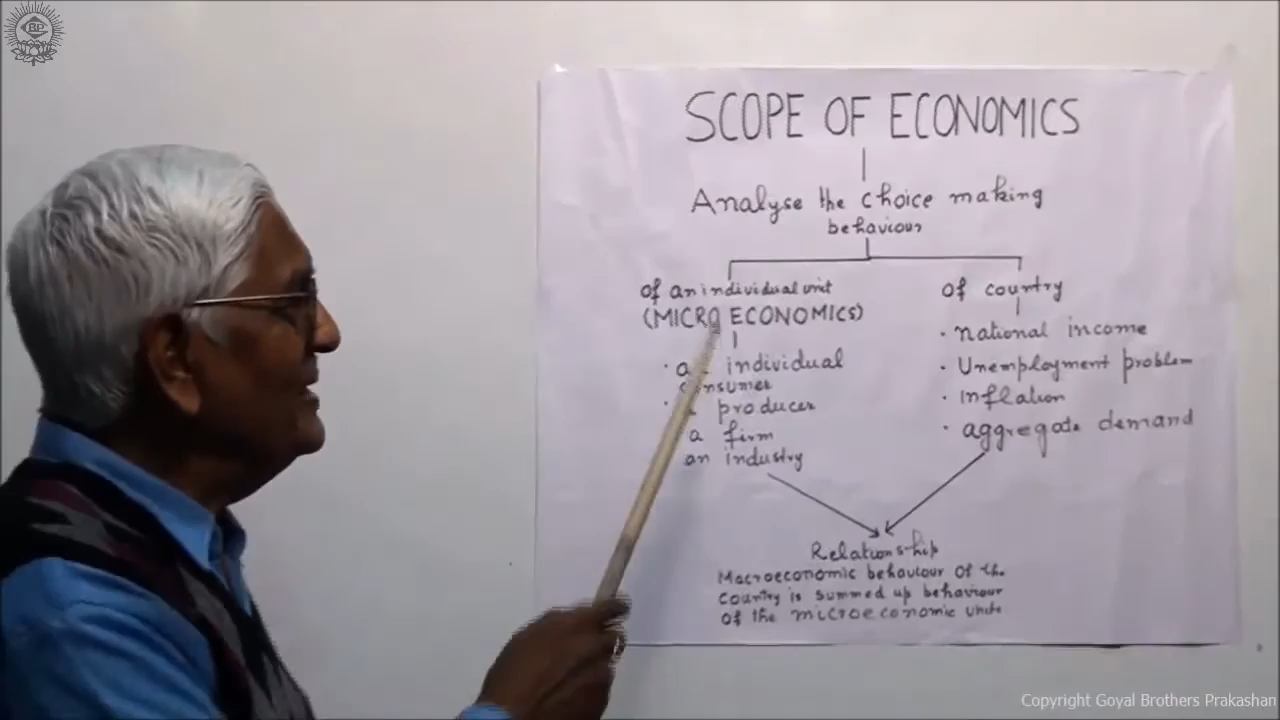 BP
SCOPE OF ECONOMICS
Analyse the choice making
behaviour
of an individual unit
(MICRO ECONOMICS)
· an individual
consumer
· a producer
a firm
an industry
of country
· national income
· Unemployment problem
· Inflation
· aggregate demand
Relationship
Macroeconomic behaviour of the
country is summed up behaviour
of the microeconomic units
Copyright Goyal Brothers Prakashan